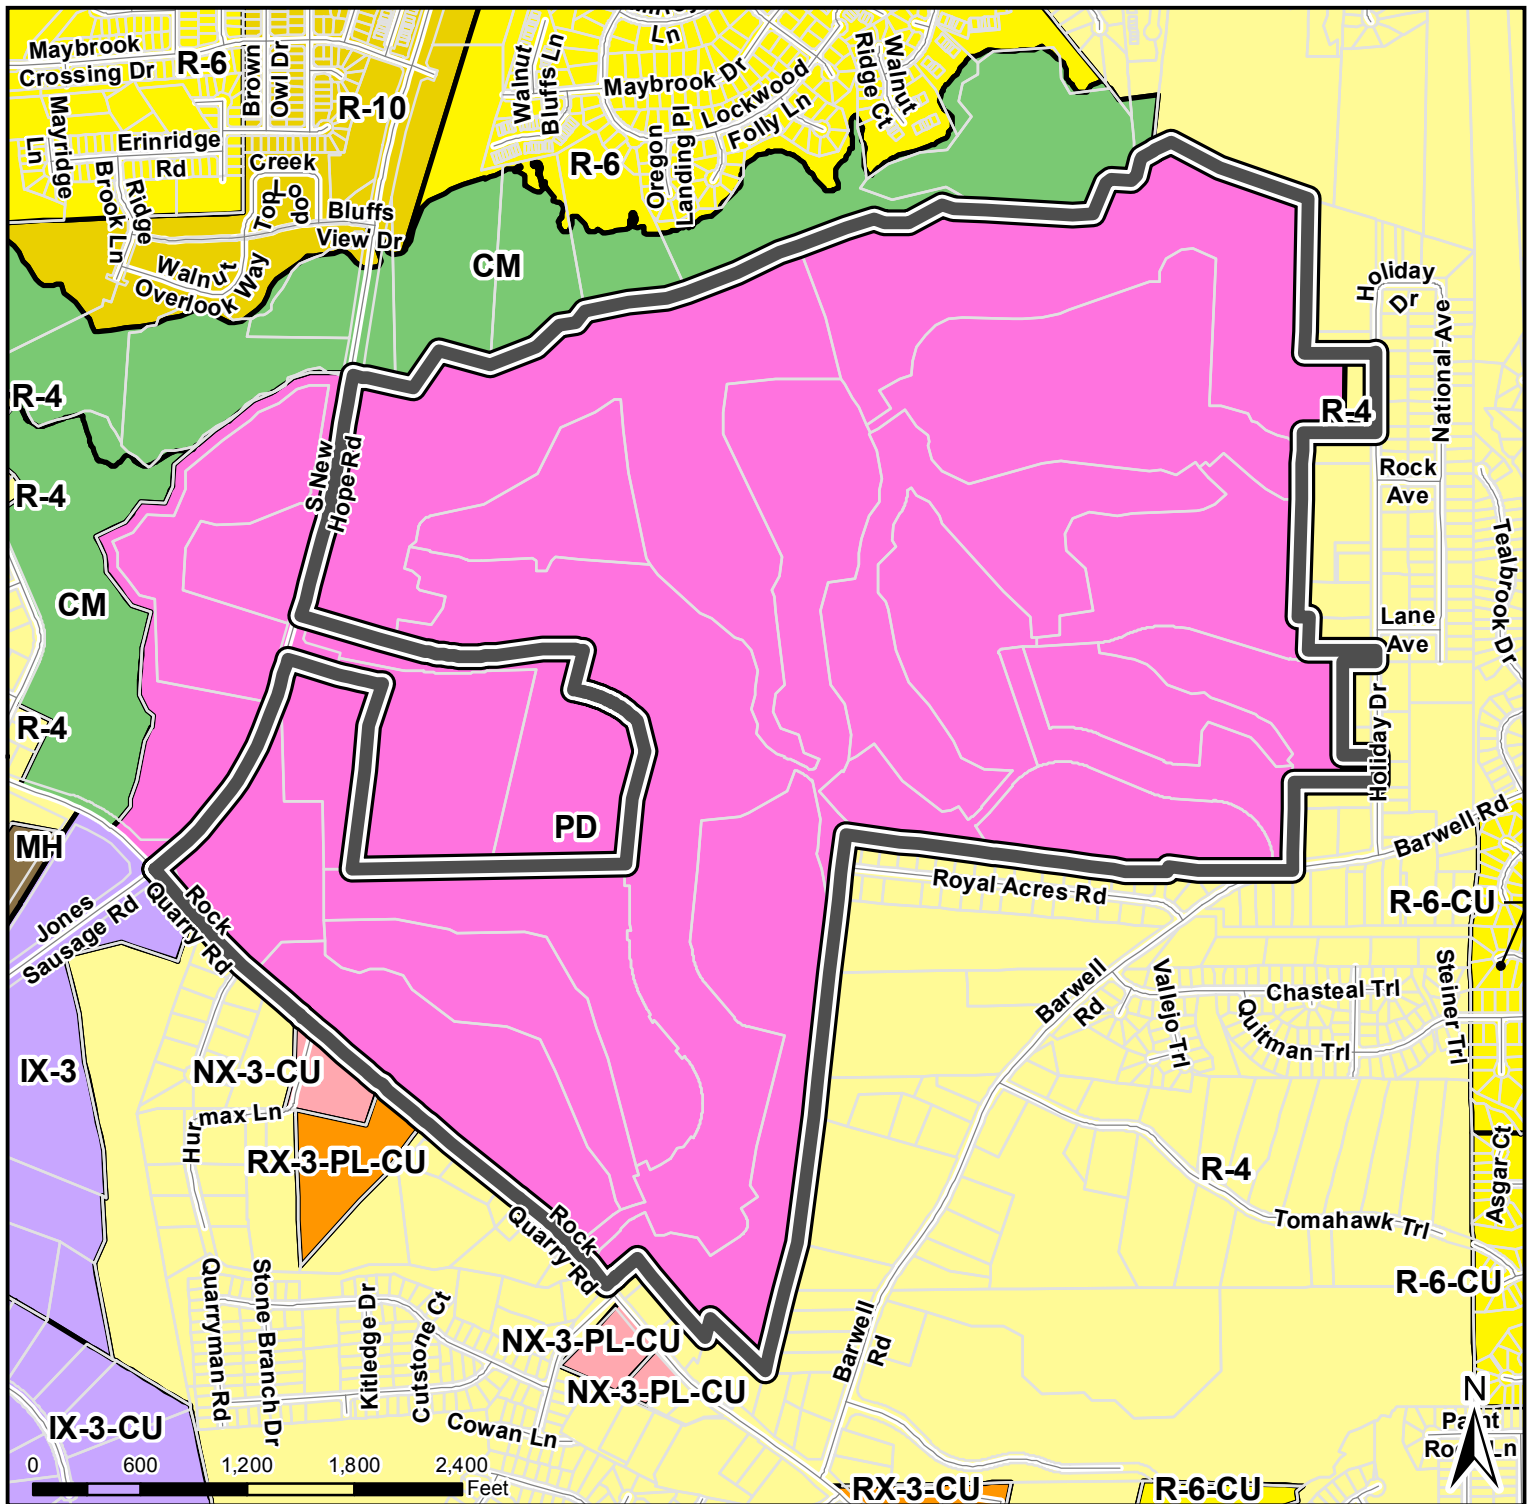 Maybrook
Crossing Dr
R-6
Brown
Owl Dr
R-10
Walnut
Bluffs Ln
Ln
Maybrook Dr
Lockwood
Folly Ln
Walnut
Ridge Ct
Mayridge
Ln
Erinridge
Rd
Ridge
Brook Ln
Creek
Top
Loop
Bluffs
View Dr
R-6
Oregon
Landing Pl
Walnut
Overlook Way
CM
Holiday
Dr
National Ave
R-4
R-4
S New
Hope Rd
Rock
Ave
R-4
Tealbrook Dr
CM
Lane
Ave
R-4
Holiday Dr
PD
MH
Barwell Rd
Jones
Sausage Rd
Rock
Quarry Rd
Royal Acres Rd
R-6-CU
Barwell
Rd
Vallejo Trl
Chasteal Trl
Quitman Trl
Steiner Trl
IX-3
NX-3-CU
Hurmax Ln
RX-3-PL-CU
R-4
Asgar Ct
Tomahawk Trl
Rock
Quarry Rd
R-6-CU
Quarryman Rd
Stone Branch Dr
Kitledge Dr
Cutstone Ct
NX-3-PL-CU
Barwell
Rd
NX-3-PL-CU
N
IX-3-CU
Cowan Ln
Paint
Rock Ln
0 600 1,200 1,800 2,400
Feet
RX-3-CU
R-6-CU